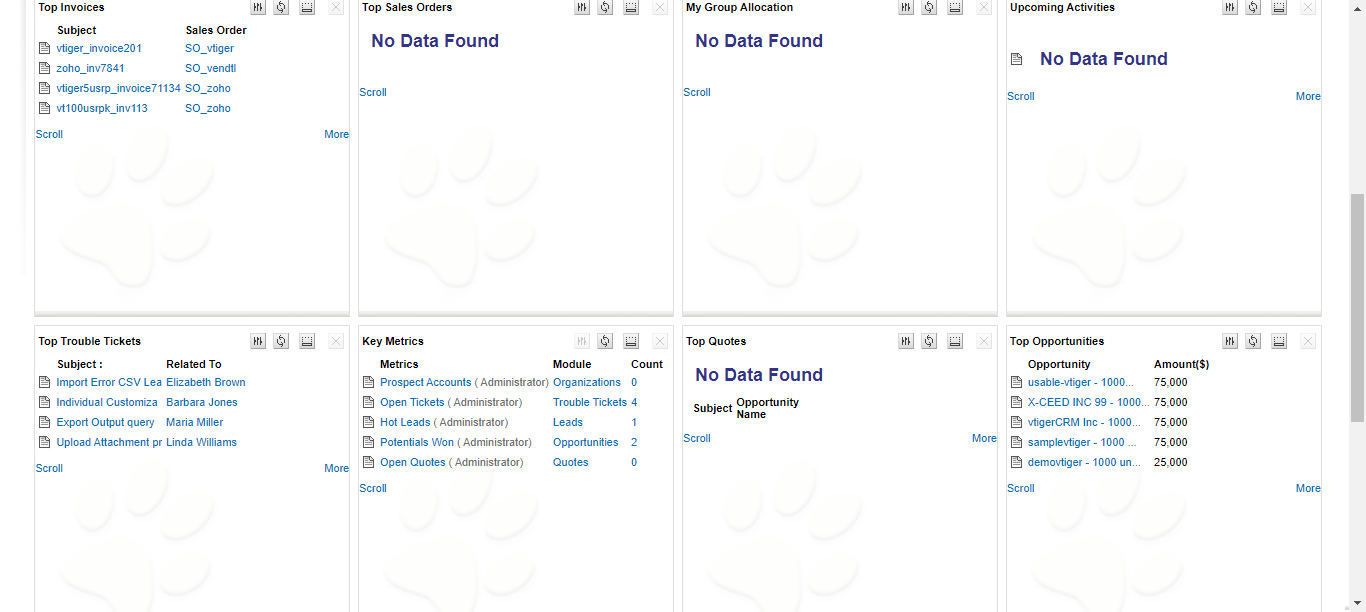 Top Invoices
Subject Sales Order
vtiger_invoice201 SO_vtiger
zoho_inv7841 SO_vendtl
vtiger5usrp_invoice71134 SO_zoho
vt100usrpk_inv113 SO_zoho
Scroll More
Top Sales Orders
No Data Found
Scroll
My Group Allocation
No Data Found
Scroll
Upcoming Activities
No Data Found
Scroll More
Top Trouble Tickets
Subject : Related To
Import Error CSV Lea Elizabeth Brown
Individual Customiza Barbara Jones
Export Output query Maria Miller
Upload Attachment pr Linda Williams
Scroll More
Key Metrics
Metrics Module Count
Prospect Accounts ( Administrator) Organizations 0
Open Tickets ( Administrator) Trouble Tickets 4
Hot Leads ( Administrator) Leads 1
Potentials Won ( Administrator) Opportunities 2
Open Quotes ( Administrator) Quotes 0
Scroll
Top Quotes
No Data Found
Subject Opportunity
Name
Scroll More
Top Opportunities
Opportunity Amount($)
usable-vtiger - 1000... 75,000
X-CEED INC 99 - 1000... 75,000
vtigerCRM Inc - 1000... 75,000
samplevtiger - 1000 ... 75,000
demovtiger - 1000 un... 25,000
Scroll More